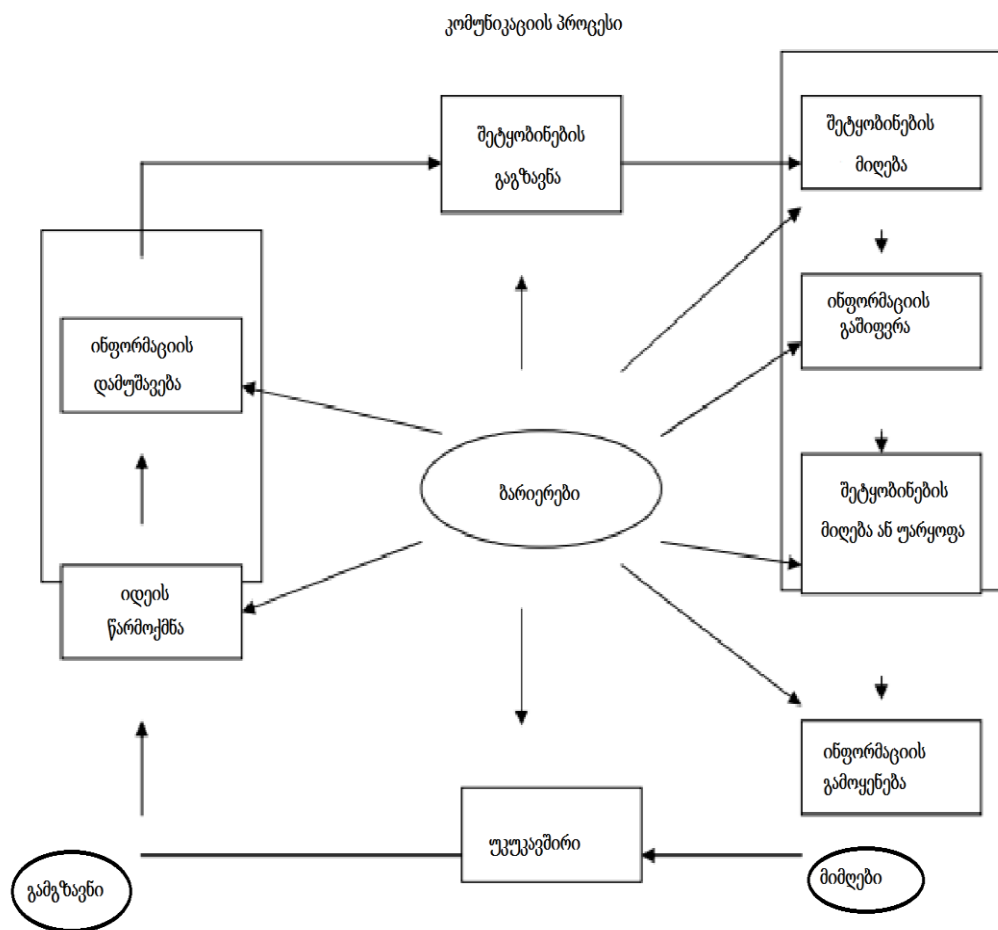 კომუნიკაციის პროცესი
შეტყობინების
გაგზავნა
შეტყობინების
მიღება
ინფორმაციის
გაშიფვრა
ინფორმაციის
დამუშავება
ბარიერები
შეტყობინების
მიღება ან უარყოფა
იდეის
წარმოქმნა
ინფორმაციის
გამოყენება
უკუკავშირი
გამგზავნი
მიმღები